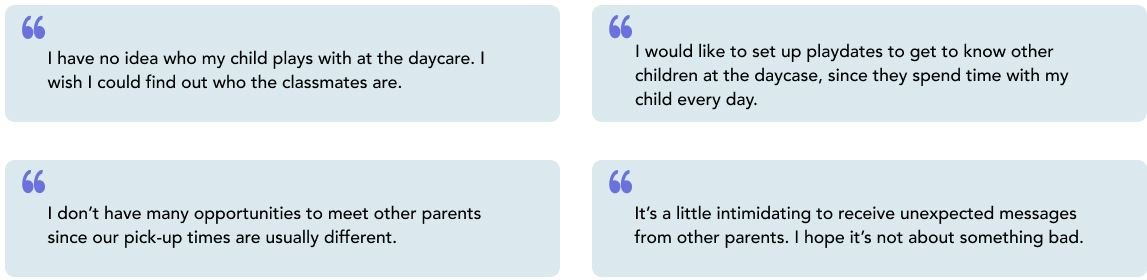 ❝
I have no idea who my child plays with at the daycare. I
wish I could find out who the classmates are.
❝
I would like to set up playdates to get to know other
children at the daycase, since they spend time with my
child every day.
❝
I don’t have many opportunities to meet other parents
since our pick-up times are usually different.
❝
It’s a little intimidating to receive unexpected messages
from other parents. I hope it’s not about something bad.